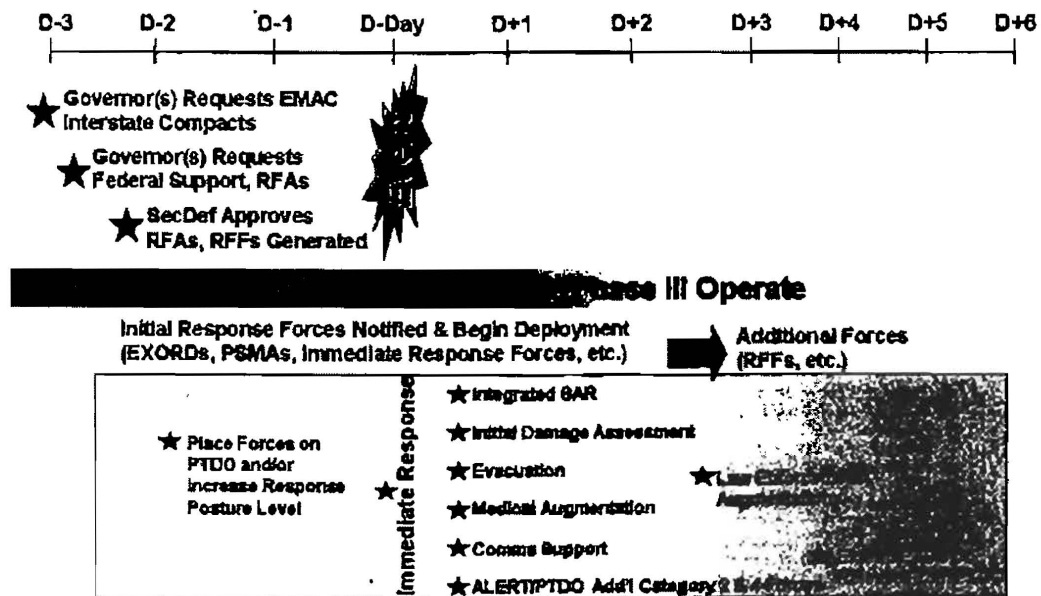 D-3 D-2 D-1 D-Day D+1 D+2 D+3 D+4 D+5 D+6
Governor(s) Requests EMAC
Interstate Compacts
Governor(s) Requests
Federal Support, RFAs
SecDef Approves
RFAs, RFFs Generated
III Operate
Initial Response Forces Notified & Begin Deployment
(EXORDs, PSMAs, Immediate Response Forces, etc.)
Additional Forces
(RFFs, etc.)
Place Forces on
PTDO and/or
Increase Response
Posture Level
Immediate Response
Integrated SAR
Initial Damage Assessment
Evacuation
Medical Augmentation
Comms Support
ALERT/PTDO Add'l Category